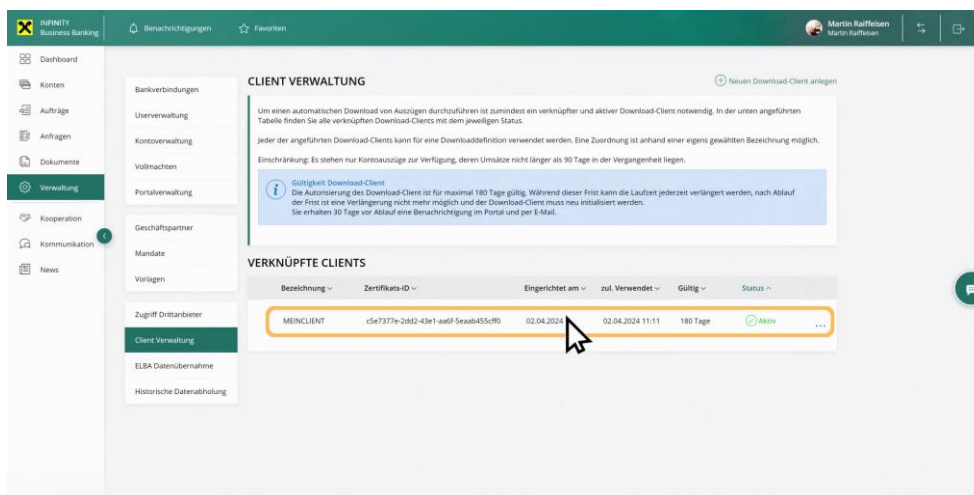 INFINITY
Business Banking
Benachrichtigungen
Favoriten
Martin Raiffeisen
Martin Raiffeisen
Dashboard
Konten
Aufträge
Anfragen
Dokumente
Verwaltung
Kooperation
Kommunikation
News
Bankverbindungen
Userverwaltung
Kontoverwaltung
Vollmachten
Portalverwaltung
Geschäftspartner
Mandate
Vorlagen
Zugriff Drittanbieter
Client Verwaltung
ELBA Datenübernahme
Historische Datenabholung
CLIENT VERWALTUNG
Neuen Download-Client anlegen
Um einen automatischen Download von Auszügen durchzuführen ist zumindest ein verknüpfter und aktiver Download-Client notwendig. In der unten angeführten
Tabelle finden Sie alle verknüpften Download-Clients mit dem jeweiligen Status.
Jeder der angeführten Download-Clients kann für eine Downloaddefinition verwendet werden. Eine Zuordnung ist anhand einer eigens gewählten Bezeichnung möglich.
Einschränkung: Es stehen nur Kontoauszüge zur Verfügung, deren Umsätze nicht länger als 90 Tage in der Vergangenheit liegen.
Gültigkeit Download-Client
Die Autorisierung des Download-Client ist für maximal 180 Tage gültig. Während dieser Frist kann die Laufzeit jederzeit verlängert werden, nach Ablauf
der Frist ist eine Verlängerung nicht mehr möglich und der Download-Client muss neu initialisiert werden.
Sie erhalten 30 Tage vor Ablauf eine Benachrichtigung im Portal und per E-Mail.
VERKNÜPFTE CLIENTS
Bezeichnung Zertifikats-ID Eingerichtet am zul. Verwendet Gültig Status
MEINCLIENT c5e7377e-2dd2-43e1-aa6f-5eaab455cff0 02.04.2024 02.04.2024 11:11 180 Tage Aktiv ...